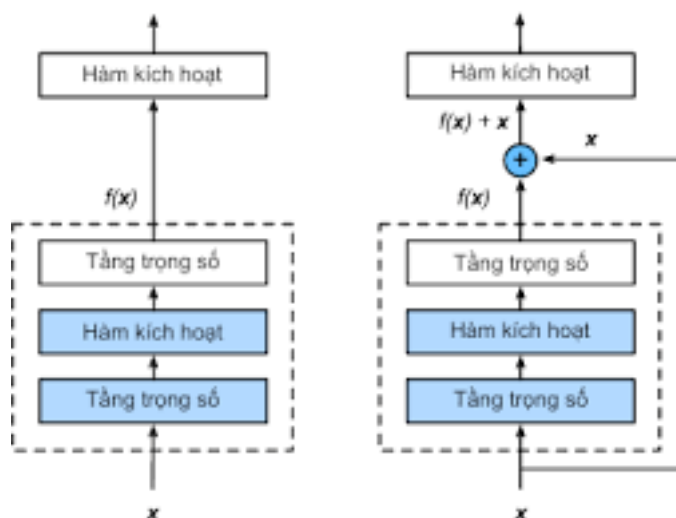 Hàm kích hoạt
f(x)
Tầng trọng số
Hàm kích hoạt
Tầng trọng số
x
Hàm kích hoạt
f(x) + x
x
+
f(x)
Tầng trọng số
Hàm kích hoạt
Tầng trọng số
x